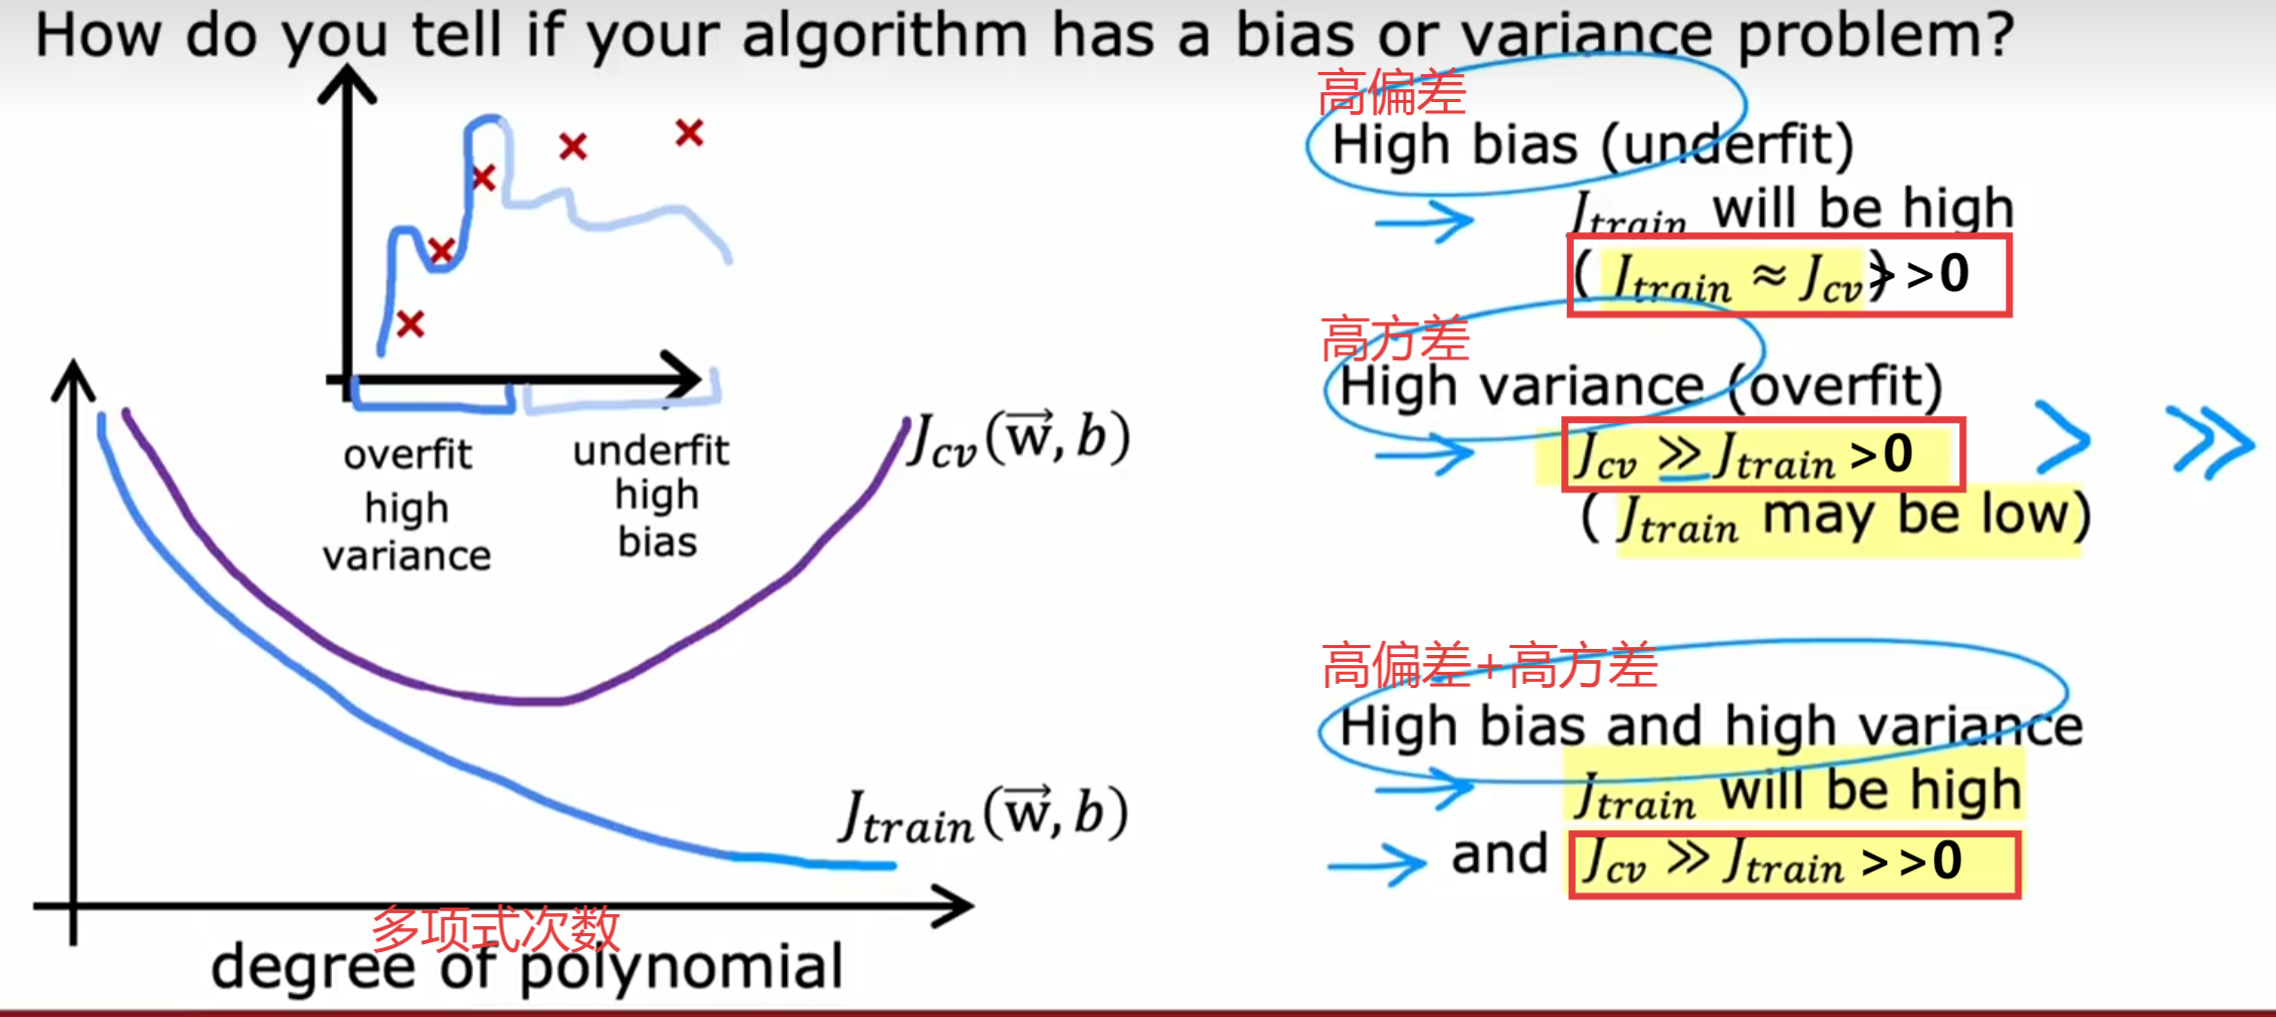 How do you tell if your algorithm has a bias or variance problem?
overfit
high
variance
underfit
high
bias
J_cv(w⃗, b)
J_train(w⃗, b)
多项式次数
degree of polynomial
高偏差
High bias (underfit)
J_train will be high
( J_train ≈ J_cv) >>0
高方差
High variance (overfit)
J_cv ≫ J_train >0
> ≫
( J_train may be low)
高偏差+高方差
High bias and high variance
J_train will be high
and J_cv ≫ J_train >>0